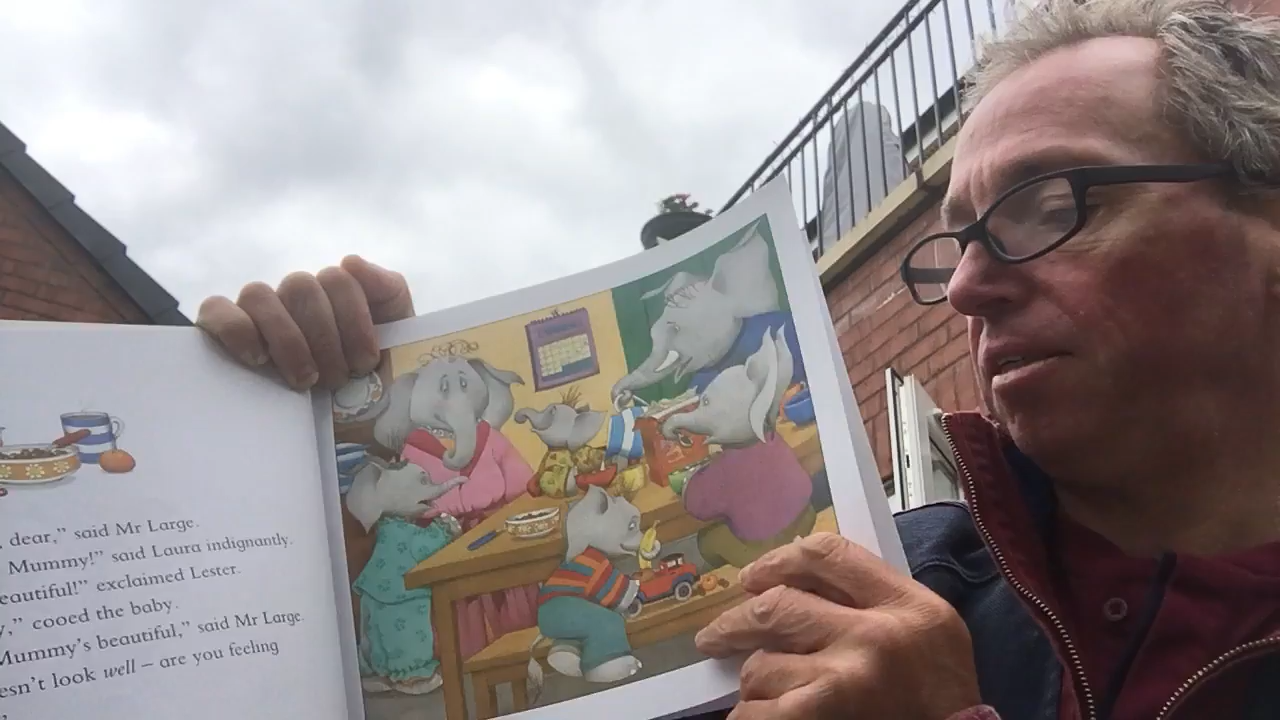 dear,” said Mr Large.
Mummy!” said Laura indignantly.
eautiful!” exclaimed Lester.
y,” cooed the baby.
Mummy’s beautiful,” said Mr Large.
esn’t look well – are you feeling